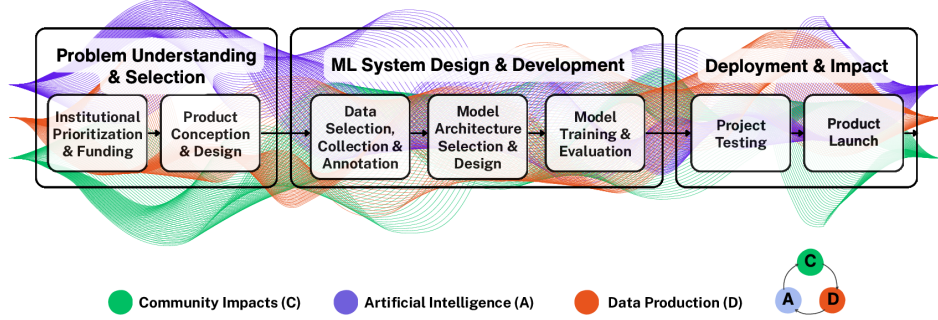 Problem Understanding
& Selection
ML System Design & Development
Deployment & Impact
Institutional
Prioritization
& Funding
Product
Conception
& Design
Data
Selection,
Collection &
Annotation
Model
Architecture
Selection &
Design
Model
Training &
Evaluation
Project
Testing
Product
Launch
Community Impacts (C)
Artificial Intelligence (A)
Data Production (D)
C
A
D